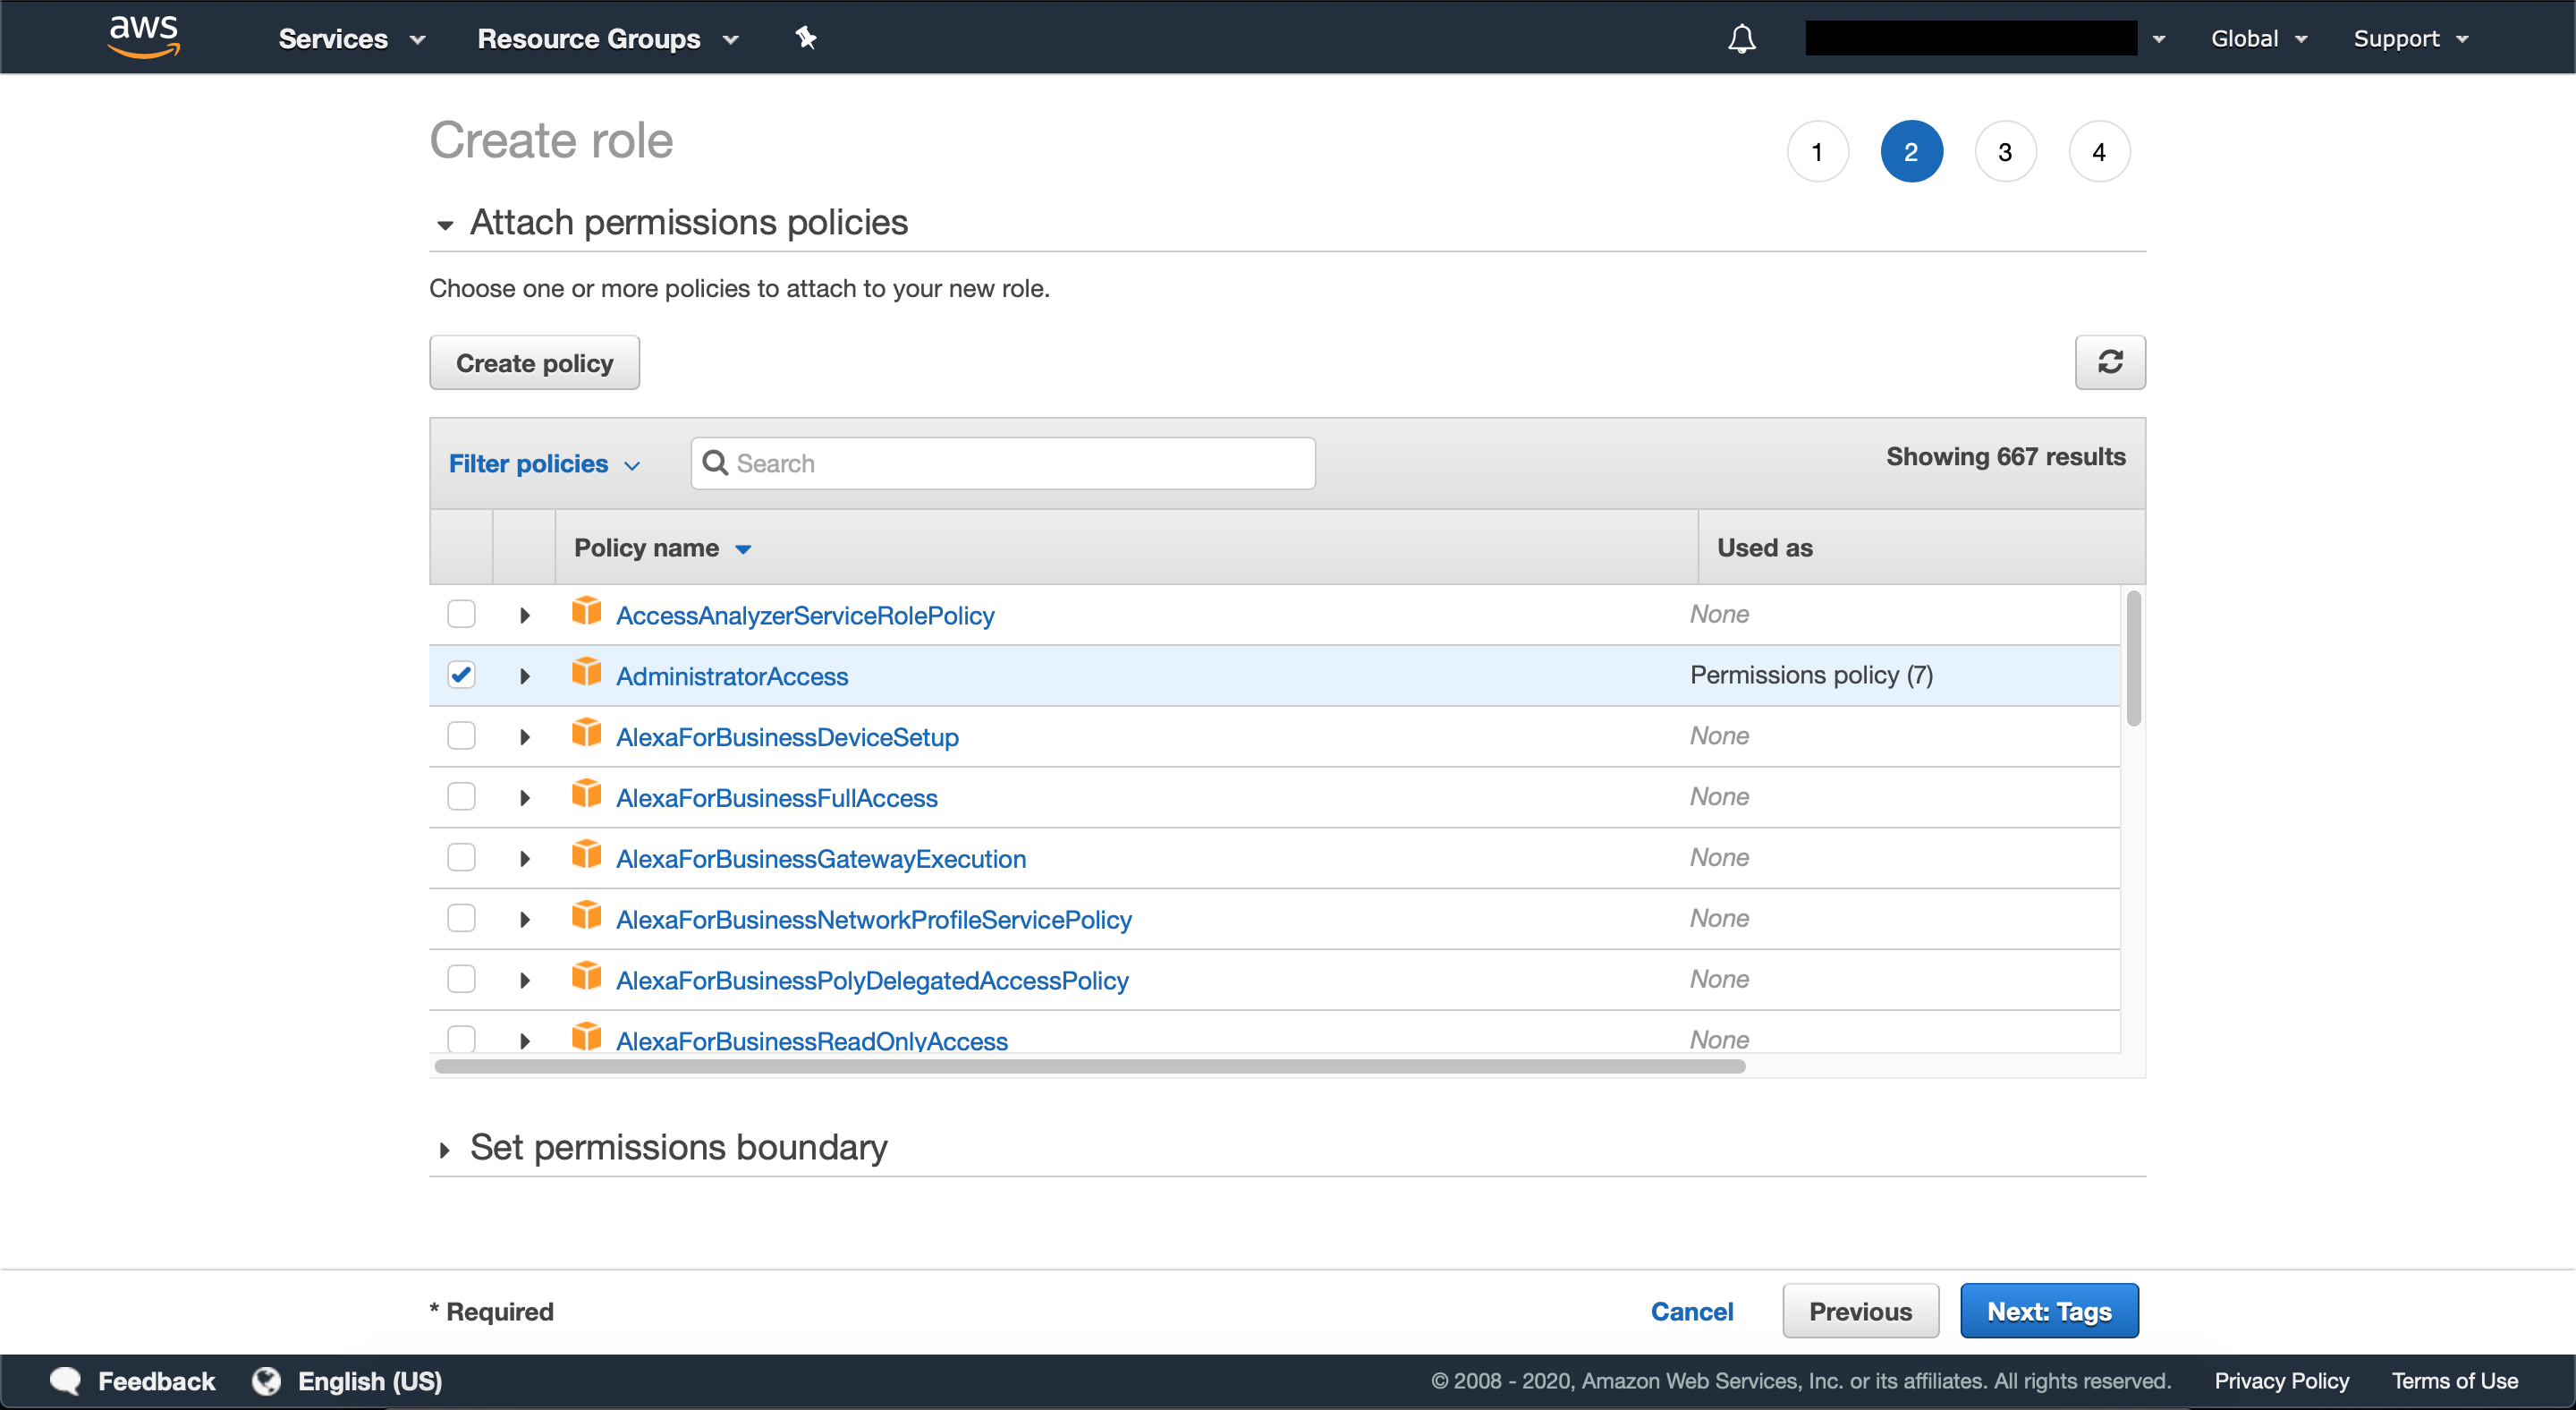 aws Services Resource Groups Global Support
Create role 1 2 3 4
Attach permissions policies
Choose one or more policies to attach to your new role.
Create policy
Filter policies Search Showing 667 results
Policy name Used as
AccessAnalyzerServiceRolePolicy None
AdministratorAccess Permissions policy (7)
AlexaForBusinessDeviceSetup None
AlexaForBusinessFullAccess None
AlexaForBusinessGatewayExecution None
AlexaForBusinessNetworkProfileServicePolicy None
AlexaForBusinessPolyDelegatedAccessPolicy None
AlexaForBusinessReadOnlyAccess None
Set permissions boundary
* Required Cancel Previous Next: Tags
Feedback English (US) © 2008 - 2020, Amazon Web Services, Inc. or its affiliates. All rights reserved. Privacy Policy Terms of Use